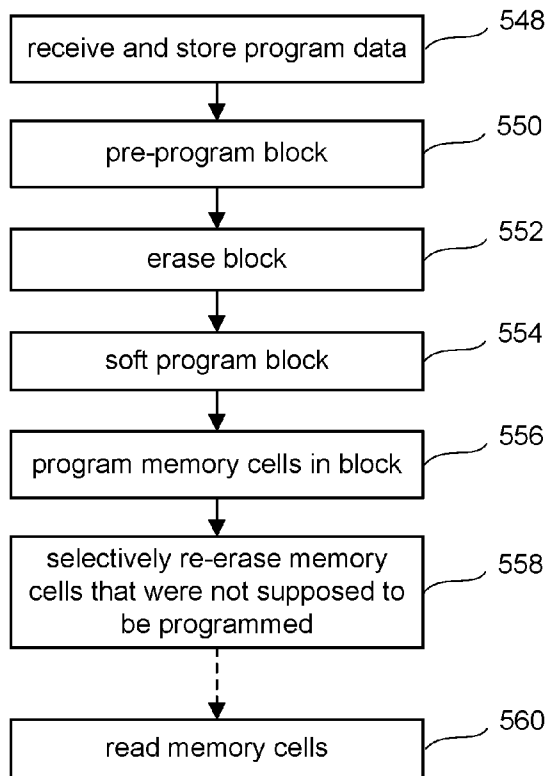 receive and store program data
548
pre-program block
550
erase block
552
soft program block
554
program memory cells in block
556
selectively re-erase memory
cells that were not supposed to
be programmed
558
read memory cells
560